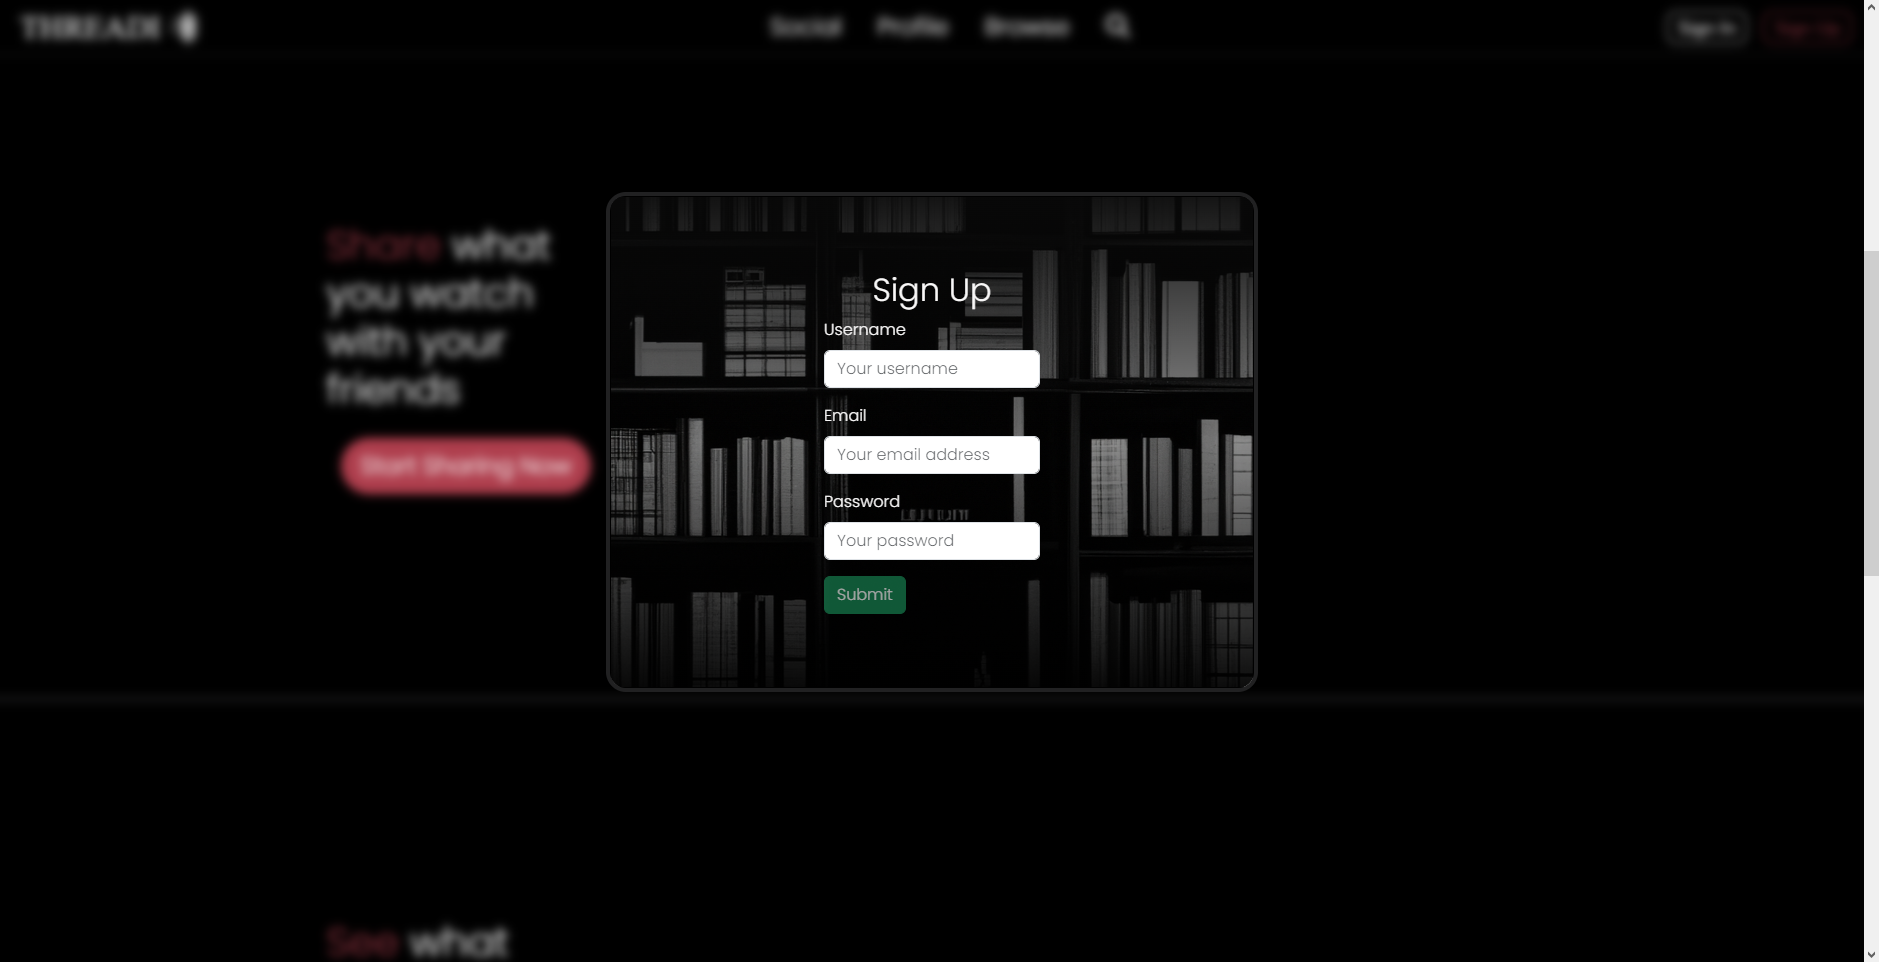 THREADI
Social Profile Browse
Sign In Sign Up
Share what
you watch
with your
friends
Start Sharing Now
Sign Up
Username
Your username
Email
Your email address
Password
Your password
Submit
See what